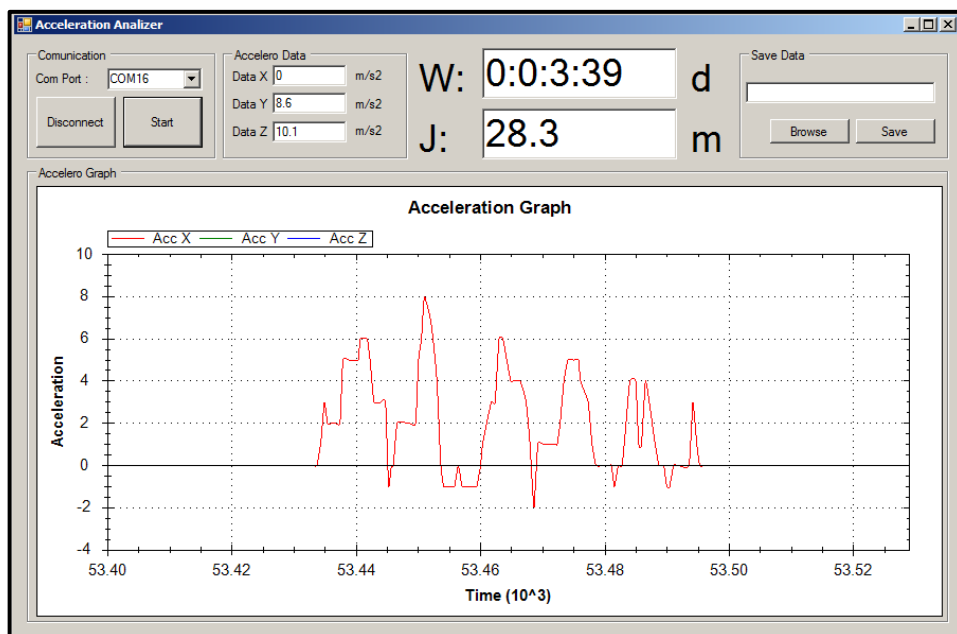 Acceleration Analizer
Comunication
Com Port : COM16
Disconnect Start
Accelero Data
Data X 0 m/s2
Data Y 8.6 m/s2
Data Z 10.1 m/s2
W: 0:0:3:39 d
J: 28.3 m
Save Data
Browse Save
Accelero Graph
Acceleration Graph
Acc X Acc Y Acc Z
Acceleration
10
8
6
4
2
0
-2
-4
53.40 53.42 53.44 53.46 53.48 53.50 53.52
Time (10^3)